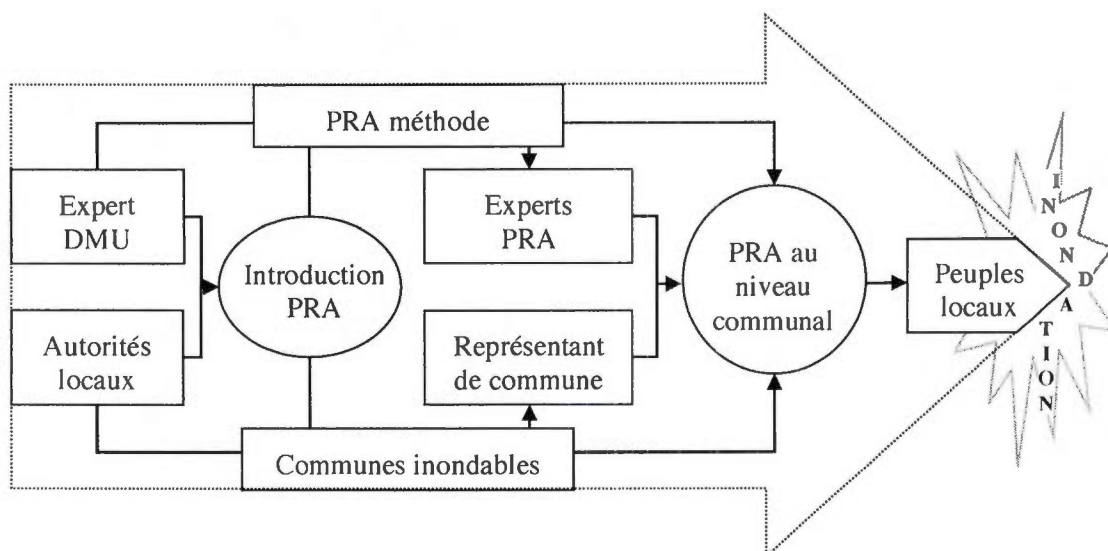 PRA méthode
Expert
DMU
Autorités
locaux
Introduction
PRA
Experts
PRA
Représentant
de commune
Communes inondables
PRA au
niveau
communal
Peuples
locaux
INONDATION